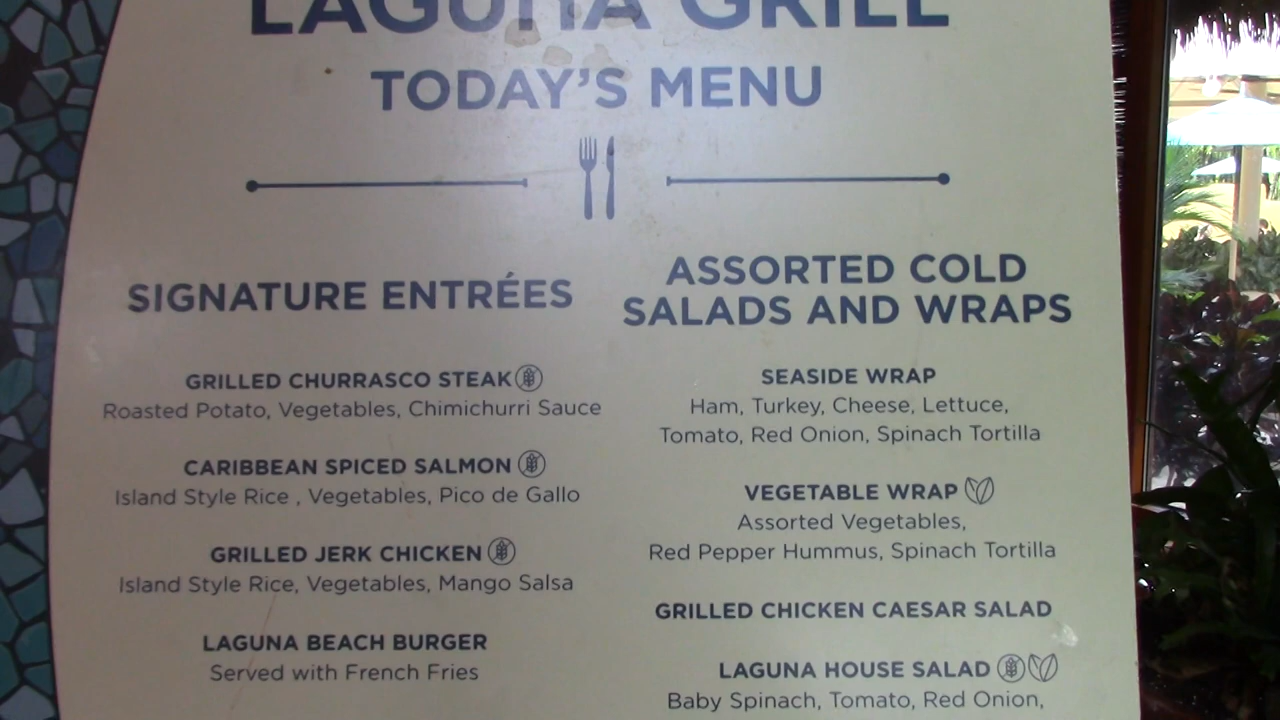 LAGUNA GRILL
TODAY'S MENU
SIGNATURE ENTRÉES
GRILLED CHURRASCO STEAK
Roasted Potato, Vegetables, Chimichurri Sauce
CARIBBEAN SPICED SALMON
Island Style Rice , Vegetables, Pico de Gallo
GRILLED JERK CHICKEN
Island Style Rice, Vegetables, Mango Salsa
LAGUNA BEACH BURGER
Served with French Fries
ASSORTED COLD
SALADS AND WRAPS
SEASIDE WRAP
Ham, Turkey, Cheese, Lettuce,
Tomato, Red Onion, Spinach Tortilla
VEGETABLE WRAP
Assorted Vegetables,
Red Pepper Hummus, Spinach Tortilla
GRILLED CHICKEN CAESAR SALAD
LAGUNA HOUSE SALAD
Baby Spinach, Tomato, Red Onion,